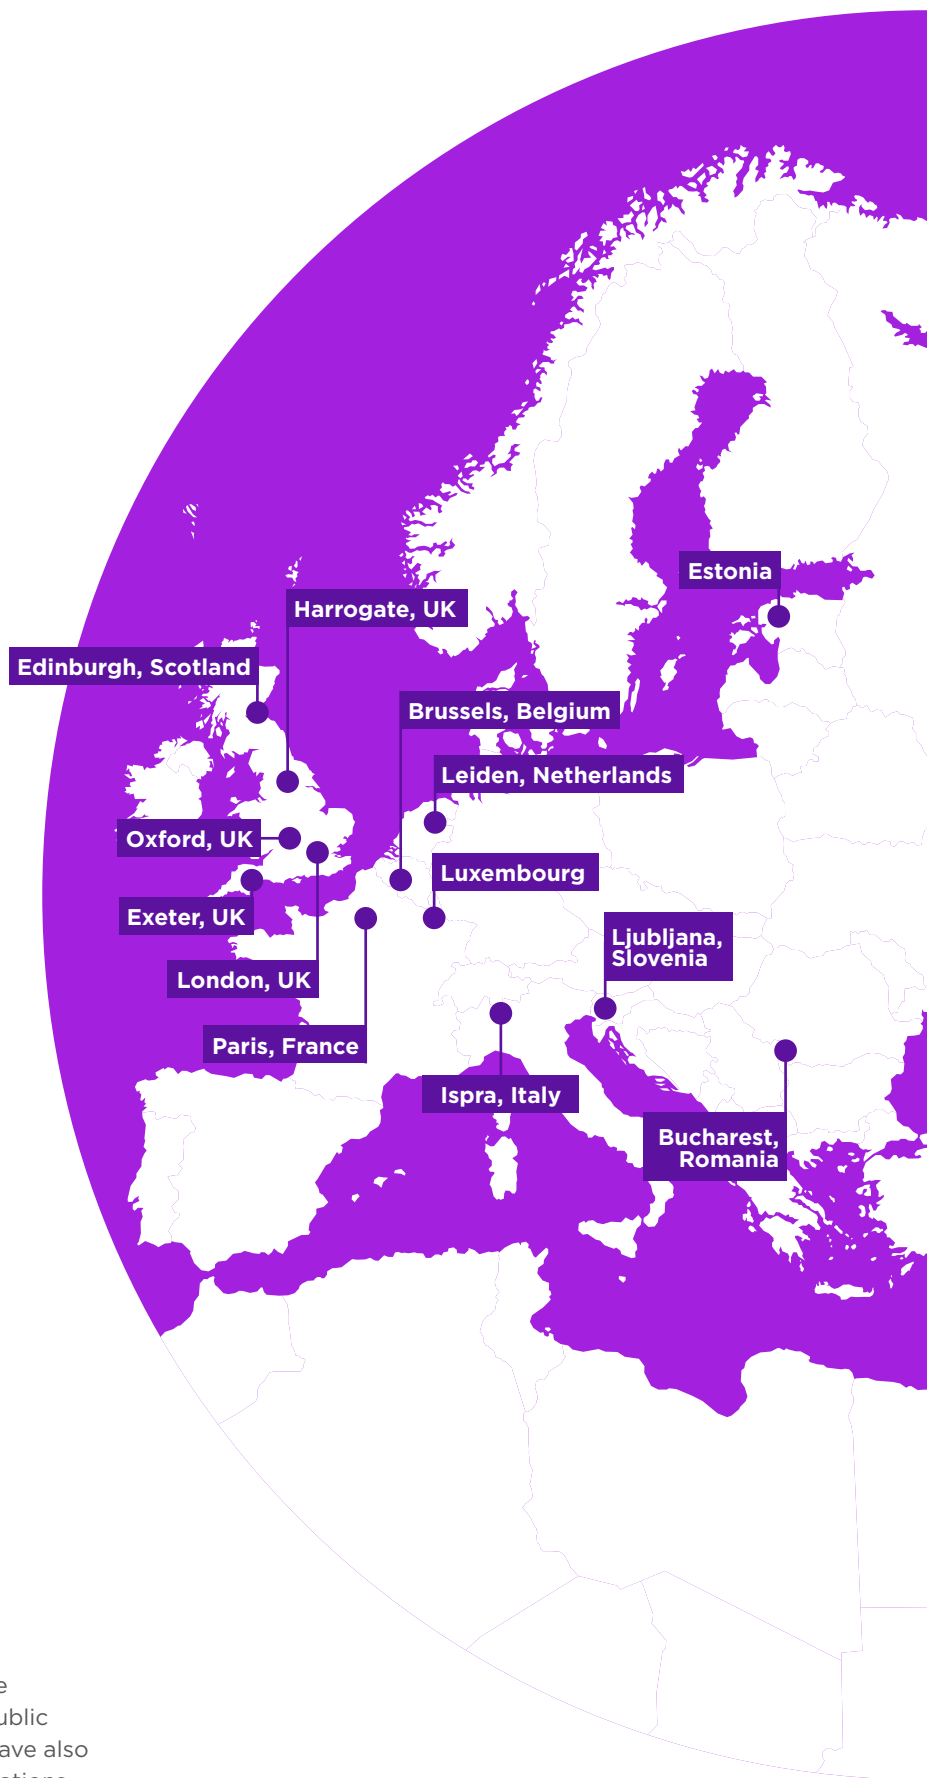 Estonia
Harrogate, UK
Edinburgh, Scotland
Brussels, Belgium
Leiden, Netherlands
Oxford, UK
Luxembourg
Exeter, UK
Ljubljana,
Slovenia
London, UK
Paris, France
Ispra, Italy
Bucharest,
Romania
ave also